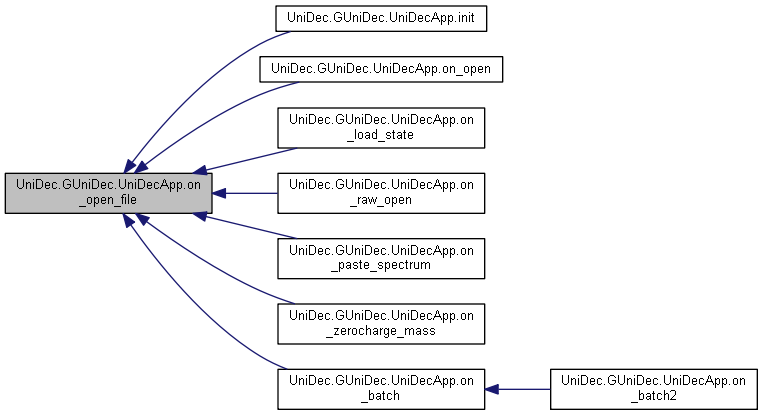 UniDec.GUniDec.UniDecApp.init
UniDec.GUniDec.UniDecApp.on_open
UniDec.GUniDec.UniDecApp.on
_load_state
UniDec.GUniDec.UniDecApp.on
_open_file
UniDec.GUniDec.UniDecApp.on
_raw_open
UniDec.GUniDec.UniDecApp.on
_paste_spectrum
UniDec.GUniDec.UniDecApp.on
_zerocharge_mass
UniDec.GUniDec.UniDecApp.on
_batch
UniDec.GUniDec.UniDecApp.on
_batch2